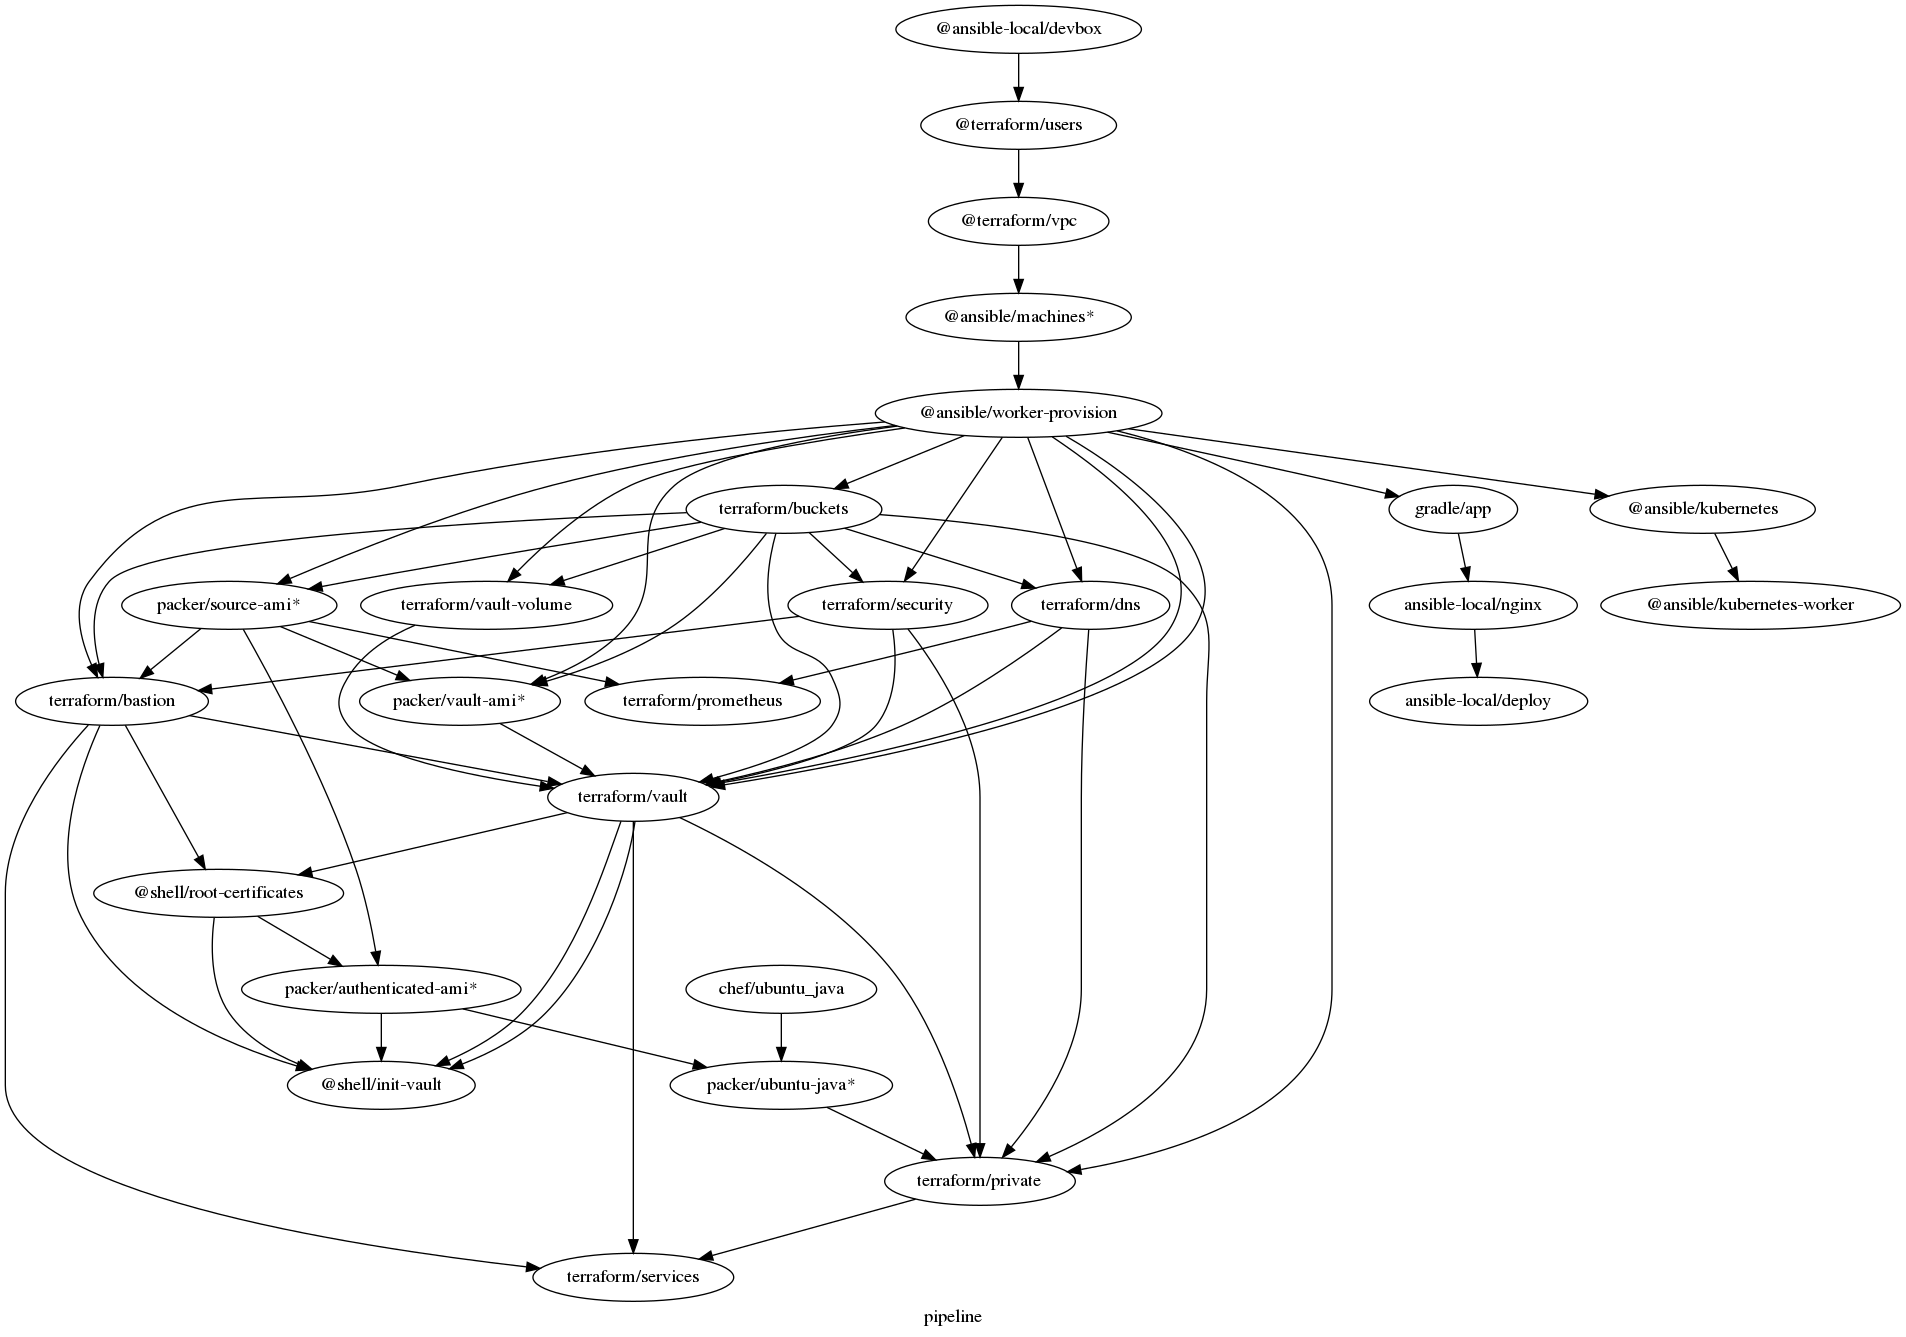 @ansible-local/devbox
@terraform/users
@terraform/vpc
@ansible/machines*
@ansible/worker-provision
terraform/buckets
gradle/app
@ansible/kubernetes
packer/source-ami*
terraform/vault-volume
terraform/security
terraform/dns
ansible-local/nginx
@ansible/kubernetes-worker
terraform/bastion
packer/vault-ami*
terraform/prometheus
ansible-local/deploy
terraform/vault
@shell/root-certificates
packer/authenticated-ami*
chef/ubuntu_java
@shell/init-vault
packer/ubuntu-java*
terraform/private
terraform/services
pipeline